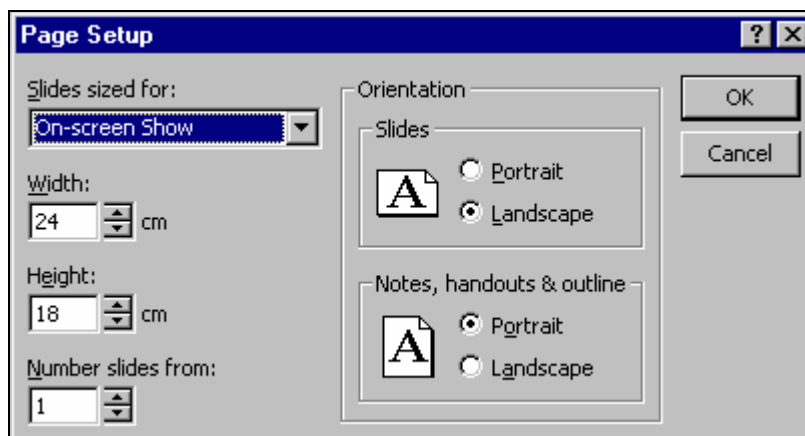 Page Setup
Slides sized for:
On-screen Show
Width:
24 cm
Height:
18 cm
Number slides from:
1
Orientation
Slides
A
Portrait
Landscape
Notes, handouts & outline
A
Portrait
Landscape
OK
Cancel